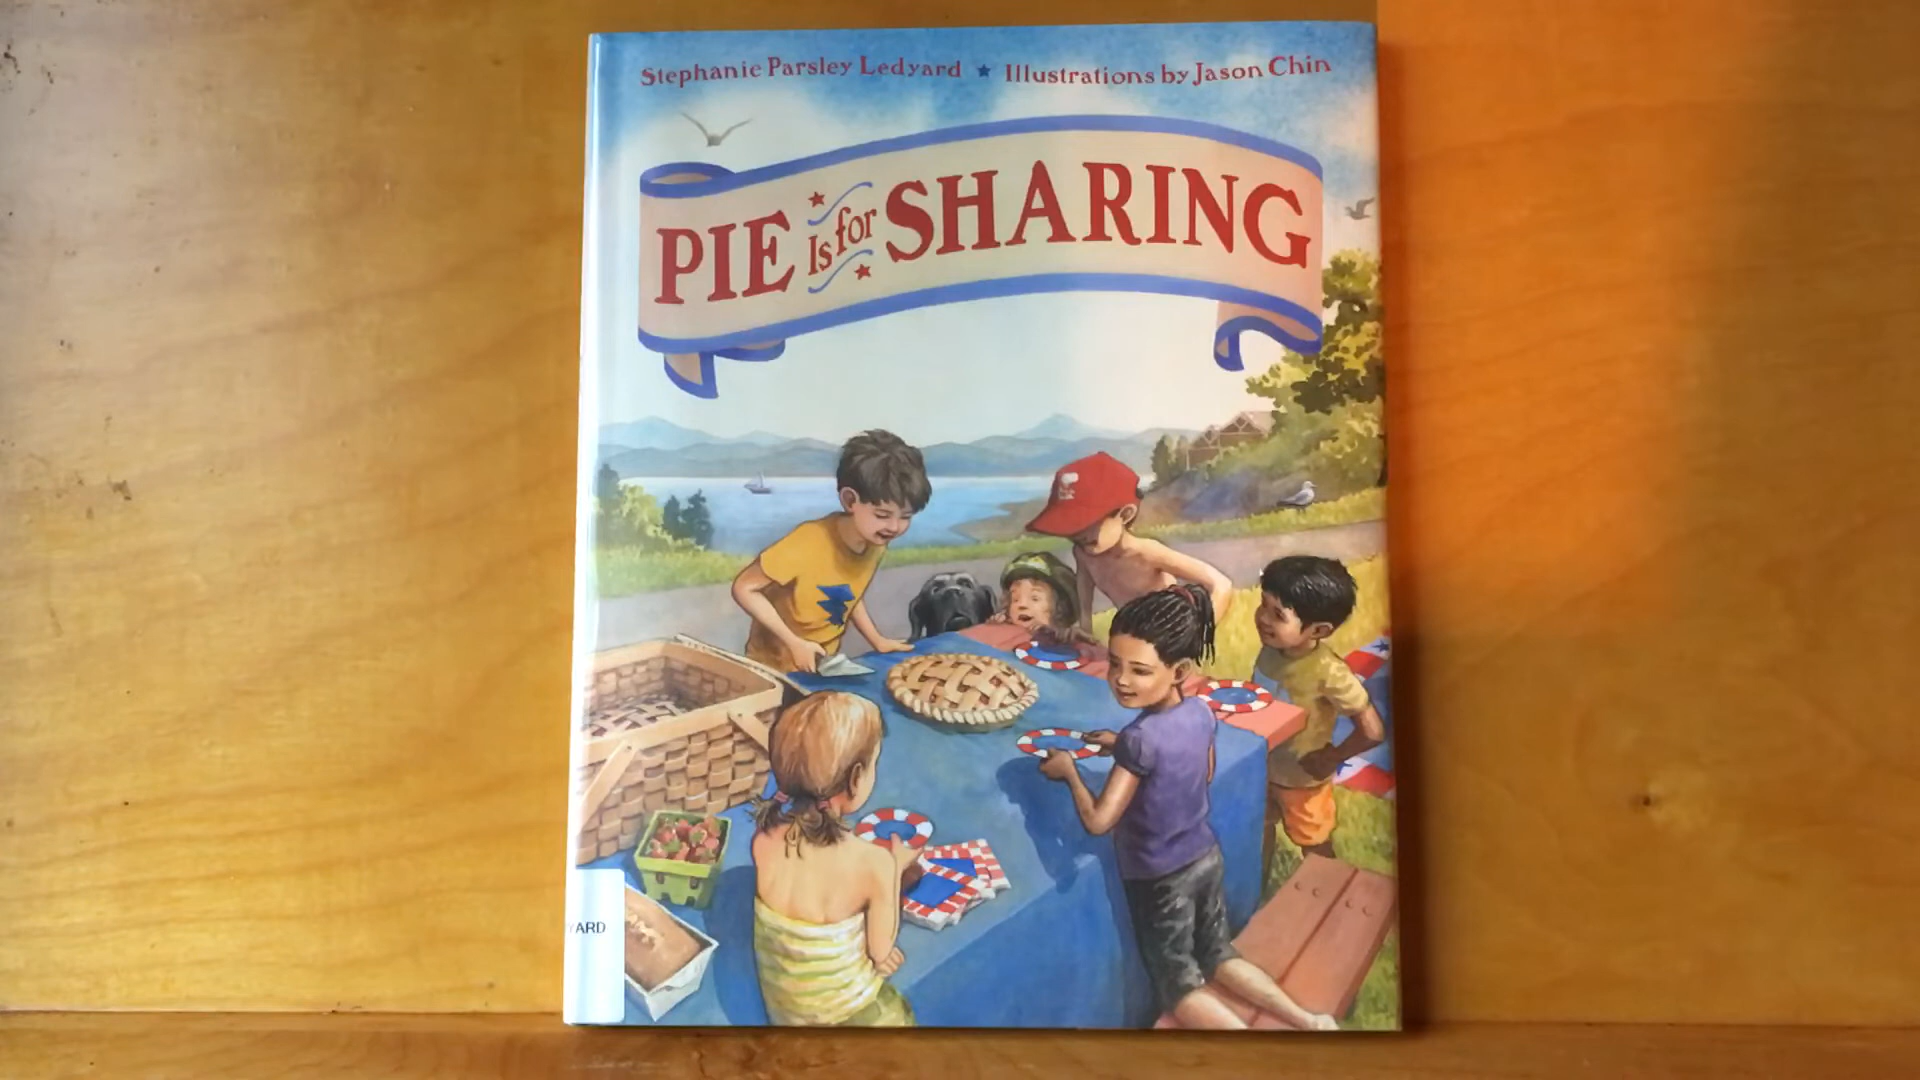 Stephanie Parsley Ledyard ★ Illustrations by Jason Chin
PIE Is for SHARING
YARD